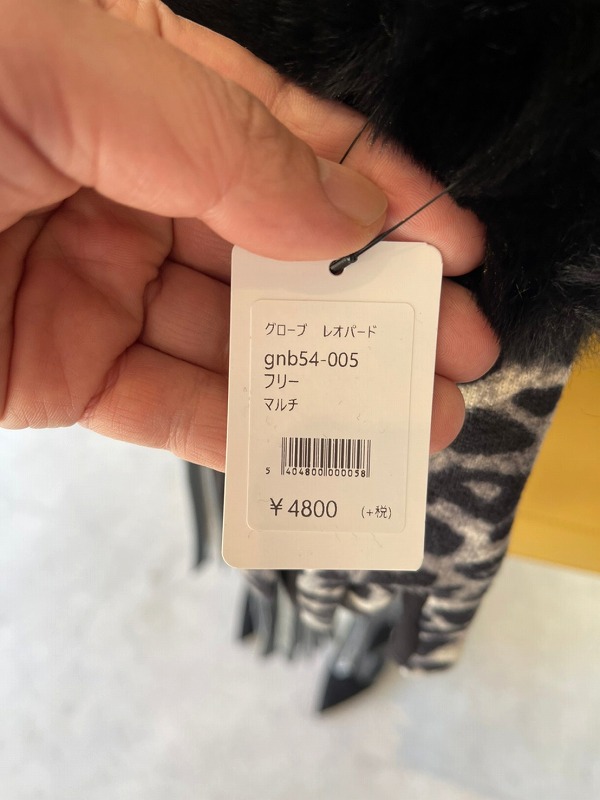 グローブ　レオパード
gnb54-005
フリー
マルチ
5 404800 000058
￥4800 (+税)